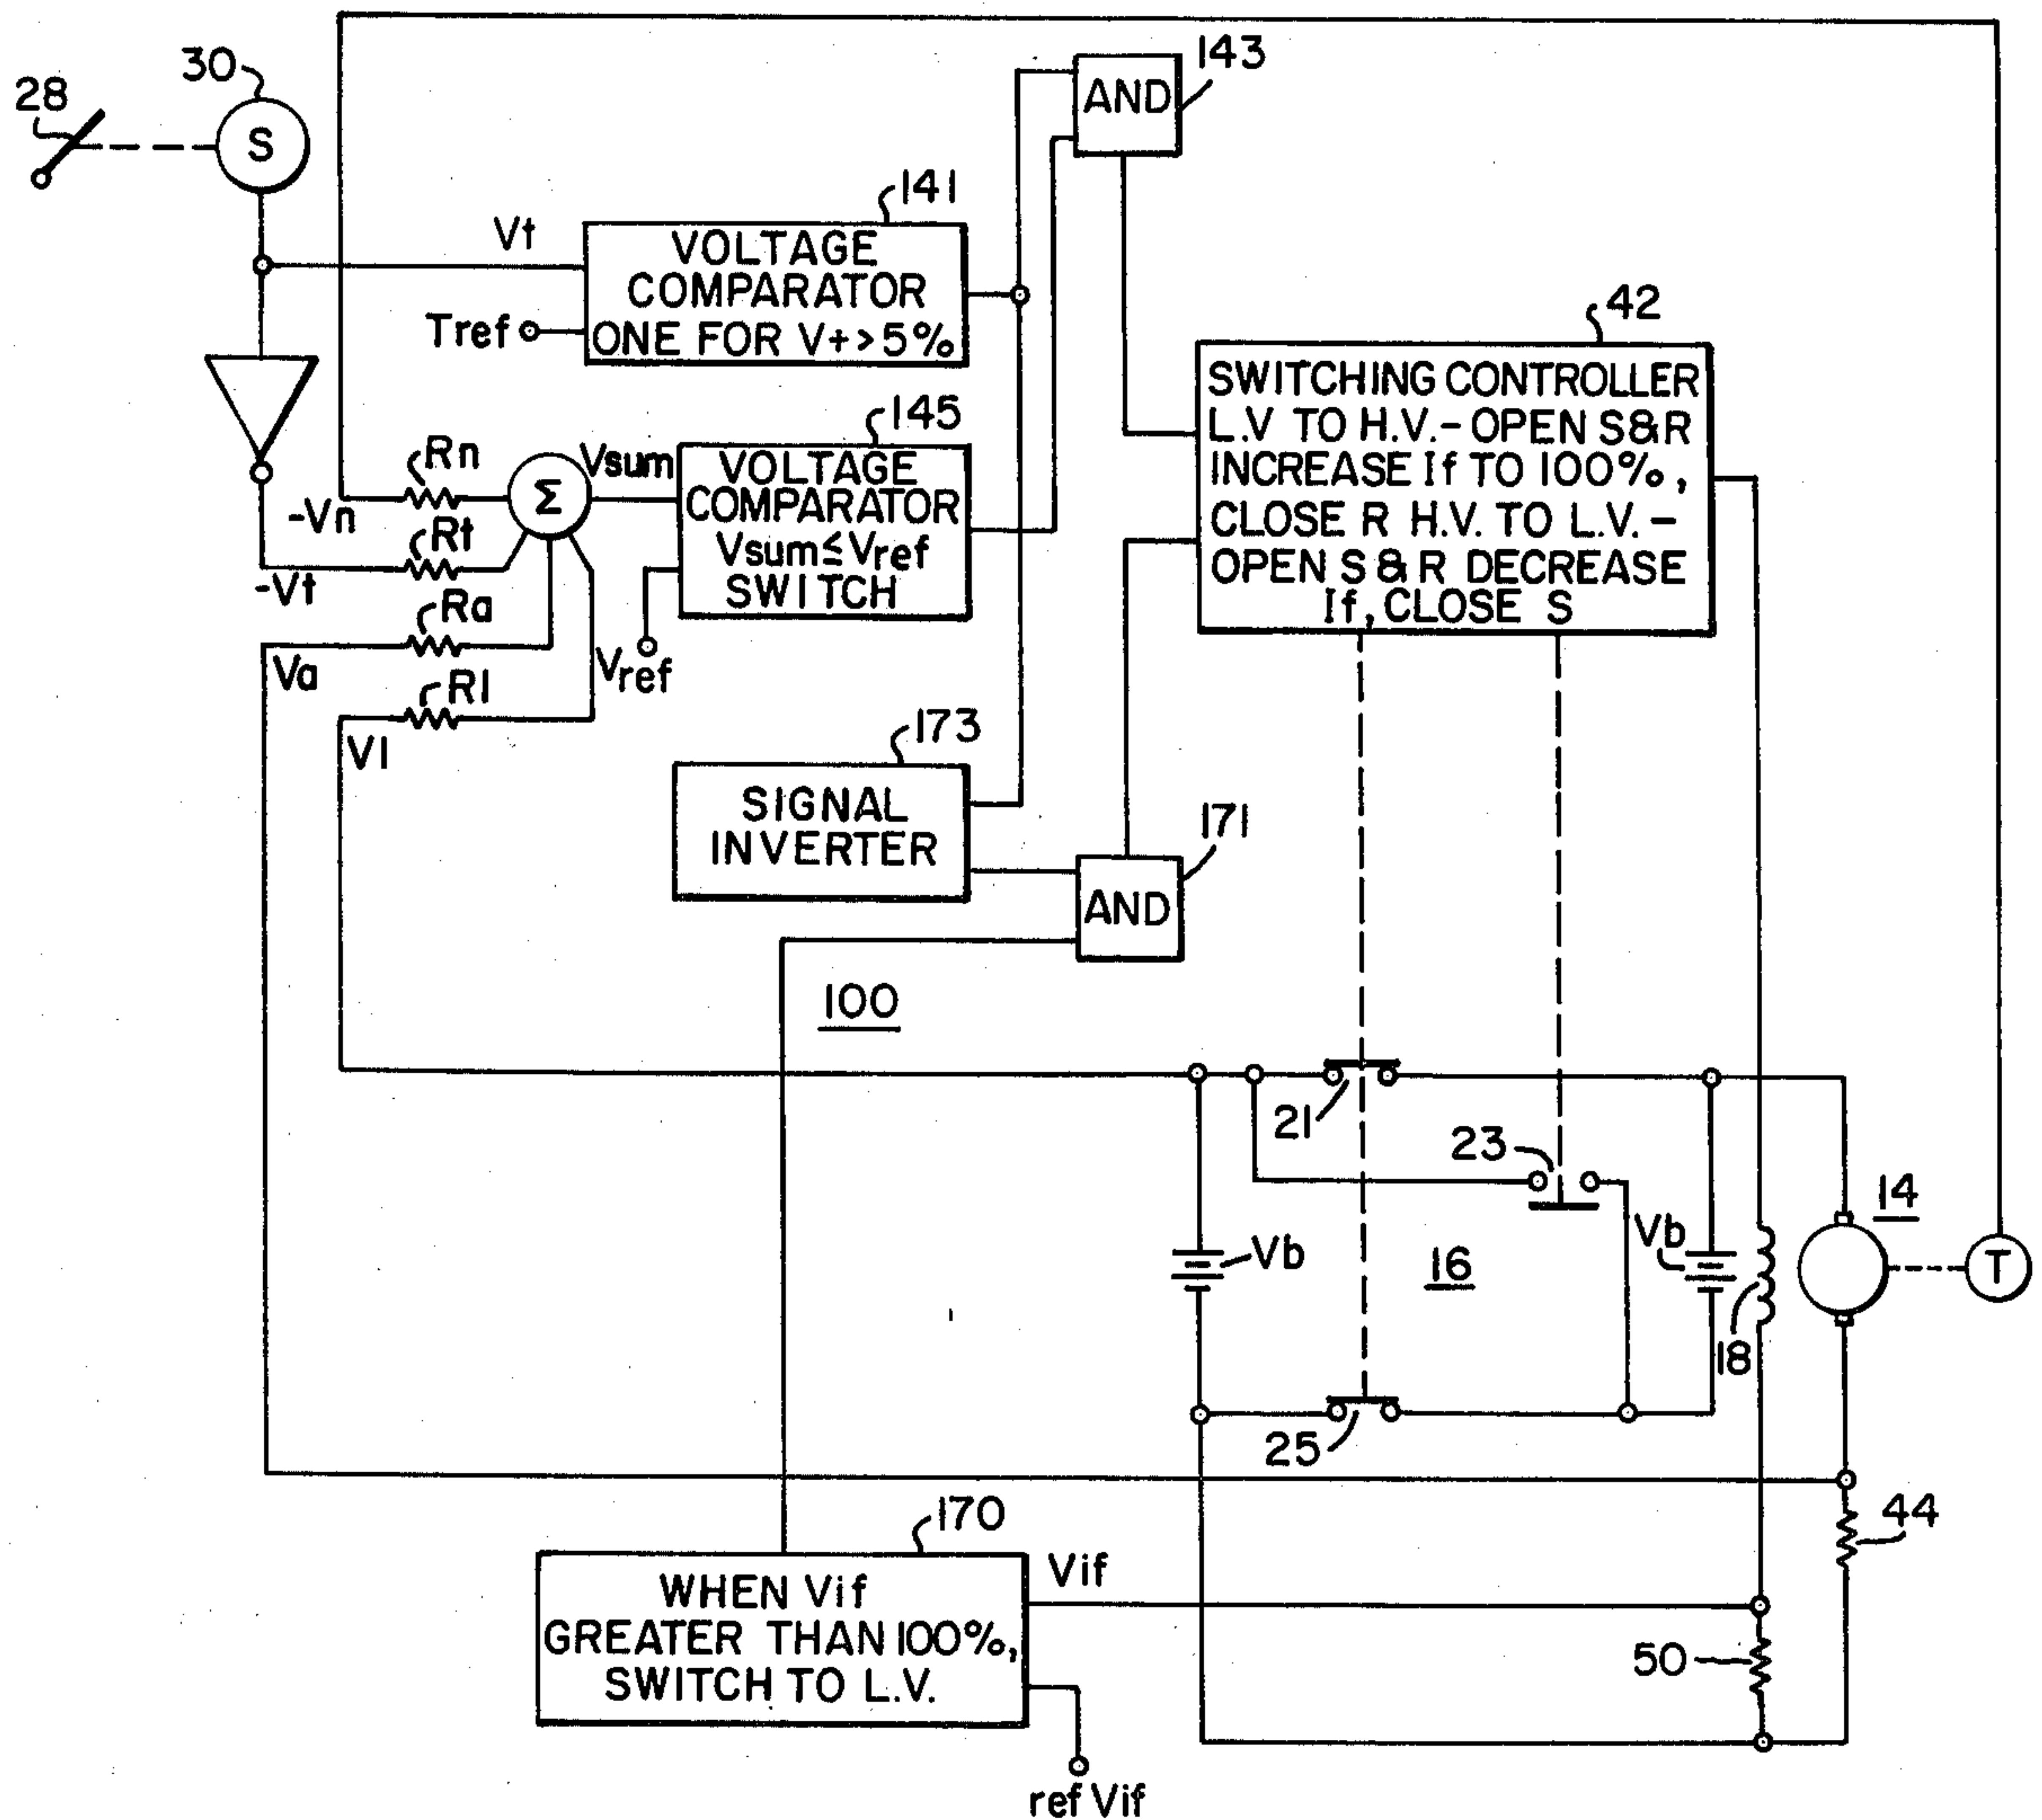 30
28
S
AND
143
141
Vt
VOLTAGE
COMPARATOR
ONE FOR V+>5%
Tref
42
SWITCHING CONTROLLER
L.V TO H.V.-OPEN S&R
INCREASE If TO 100%,
CLOSE R H.V. TO L.V.-
OPEN S & R DECREASE
If, CLOSE S
145
Rn
Σ
Vsum
VOLTAGE
COMPARATOR
Vsum≤Vref
SWITCH
-Vn
Rt
-Vt
Ra
Va
Vref
Rl
Vl
173
SIGNAL
INVERTER
171
AND
100
21
23
14
Vb
16
Vb
T
18
25
44
170
WHEN Vif
GREATER THAN 100%,
SWITCH TO L.V.
Vif
50
ref Vif